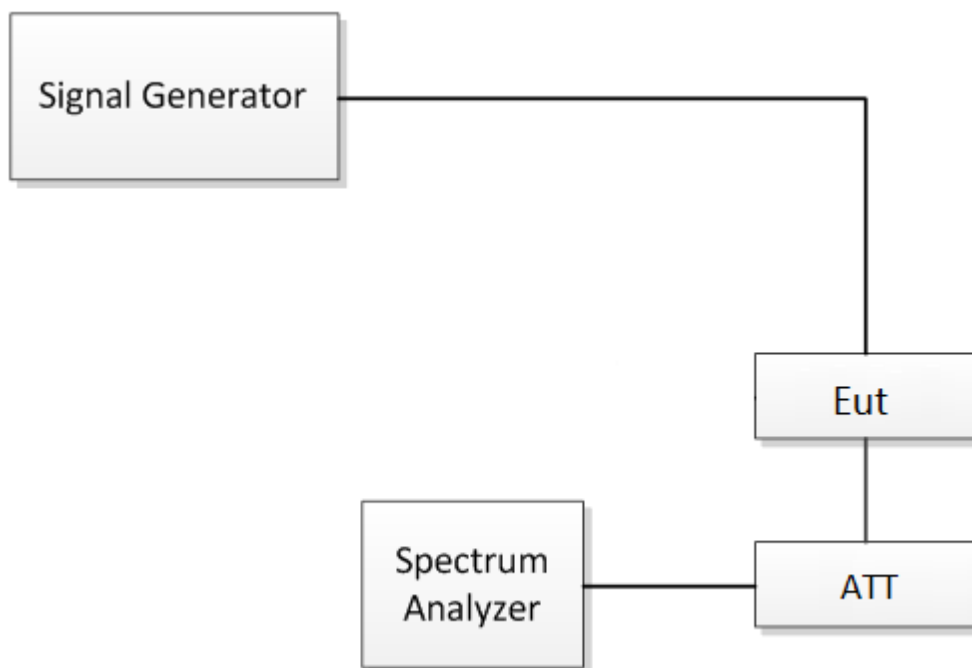 Signal Generator
Eut
Spectrum
Analyzer
ATT